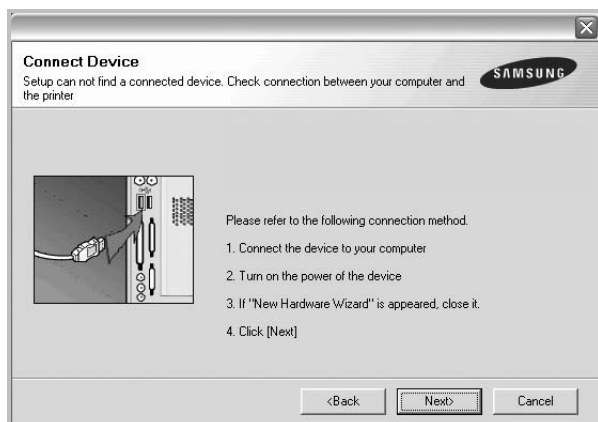 Connect Device
Setup can not find a connected device. Check connection between your computer and
the printer
SAMSUNG
Please refer to the following connection method.
1. Connect the device to your computer
2. Turn on the power of the device
3. If "New Hardware Wizard" is appeared, close it.
4. Click [Next]
<Back
Next>
Cancel